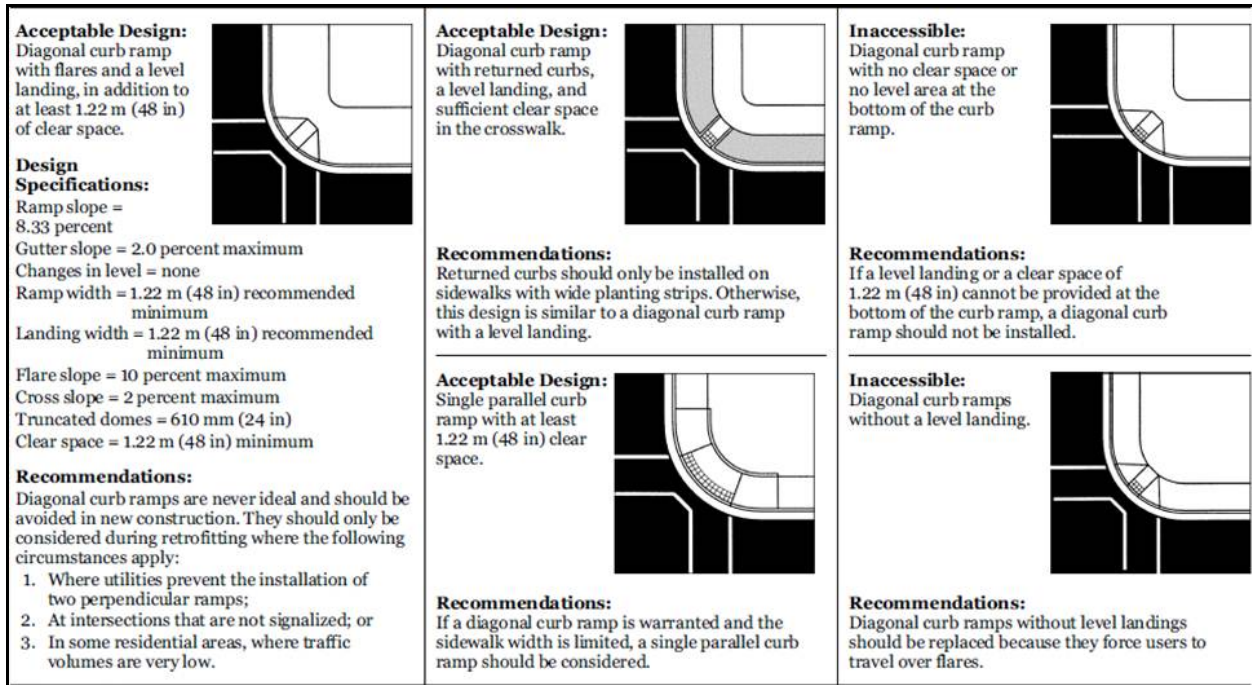 Acceptable Design:
Diagonal curb ramp
with flares and a level
landing, in addition to
at least 1.22 m (48 in)
of clear space.
Design
Specifications:
Ramp slope =
8.33 percent
Gutter slope = 2.0 percent maximum
Changes in level = none
Ramp width = 1.22 m (48 in) recommended
minimum
Landing width = 1.22 m (48 in) recommended
minimum
Flare slope = 10 percent maximum
Cross slope = 2 percent maximum
Truncated domes = 610 mm (24 in)
Clear space = 1.22 m (48 in) minimum
Recommendations:
Diagonal curb ramps are never ideal and should be
avoided in new construction. They should only be
considered during retrofitting where the following
circumstances apply:
1. Where utilities prevent the installation of
two perpendicular ramps;
2. At intersections that are not signalized; or
3. In some residential areas, where traffic
volumes are very low.
Acceptable Design:
Diagonal curb ramp
with returned curbs,
a level landing, and
sufficient clear space
in the crosswalk.
Recommendations:
Returned curbs should only be installed on
sidewalks with wide planting strips. Otherwise,
this design is similar to a diagonal curb ramp
with a level landing.
Acceptable Design:
Single parallel curb
ramp with at least
1.22 m (48 in) clear
space.
Recommendations:
If a diagonal curb ramp is warranted and the
sidewalk width is limited, a single parallel curb
ramp should be considered.
Inaccessible:
Diagonal curb ramp
with no clear space or
no level area at the
bottom of the curb
ramp.
Recommendations:
If a level landing or a clear space of
1.22 m (48 in) cannot be provided at the
bottom of the curb ramp, a diagonal curb
ramp should not be installed.
Inaccessible:
Diagonal curb ramps
without a level landing.
Recommendations:
Diagonal curb ramps without level landings
should be replaced because they force users to
travel over flares.